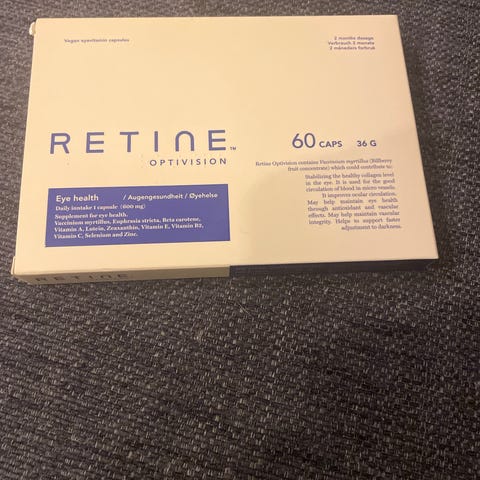 Vegan eyevitamin capsules
2 months dosage
Verbrauch 2 monate
2 måneders forbruk
RETINE™
OPTIVISION
60 CAPS 36 G
Retine Optivision contains Vaccinium myrtillus (Billberry
fruit concentrate) which could contribute to:
Stabilizing the healthy collagen level
in the eye. It is used for the good
circulation of blood in micro vessels.
It improves ocular circulation.
May help maintain eye health
through antioxidant and vascular
effects. May help maintain vascular
integrity. Helps to support faster
adjustment to darkness.
Eye health / Augengesundheit / Øyehelse
Daily inntake 1 capsule (600 mg)
Supplement for eye health.
Vaccinium myrtillus, Euphrasia stricta, Beta carotene,
Vitamin A, Lutein, Zeaxanthin, Vitamin E, Vitamin B2,
Vitamin C, Selenium and Zinc.
RETINE